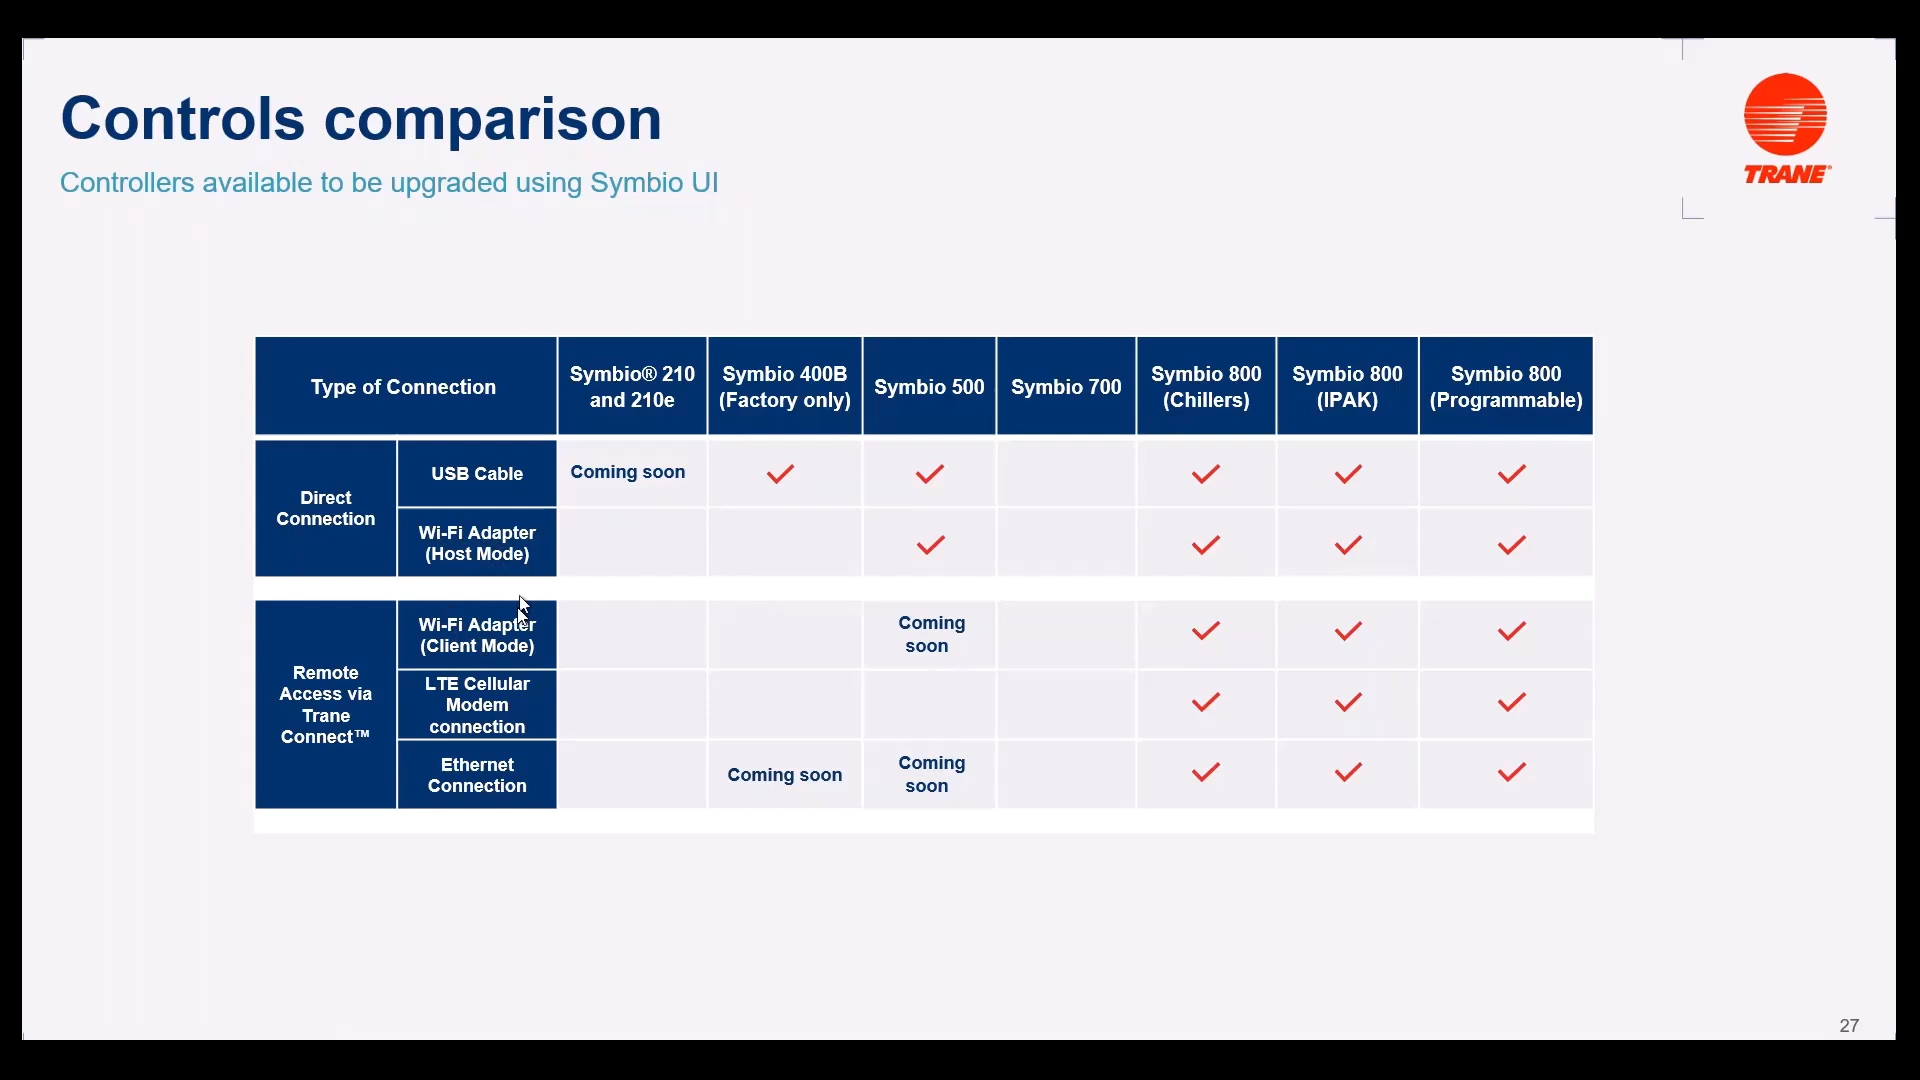 Controls comparison
Controllers available to be upgraded using Symbio UI
TRANE®
Type of Connection
Symbio® 210
and 210e
Symbio 400B
(Factory only)
Symbio 500
Symbio 700
Symbio 800
(Chillers)
Symbio 800
(IPAK)
Symbio 800
(Programmable)
Direct
Connection
USB Cable
Coming soon
Wi-Fi Adapter
(Host Mode)
Remote
Access via
Trane
Connect™
Wi-Fi Adapter
(Client Mode)
Coming
soon
LTE Cellular
Modem
connection
Ethernet
Connection
Coming soon
Coming
soon
27